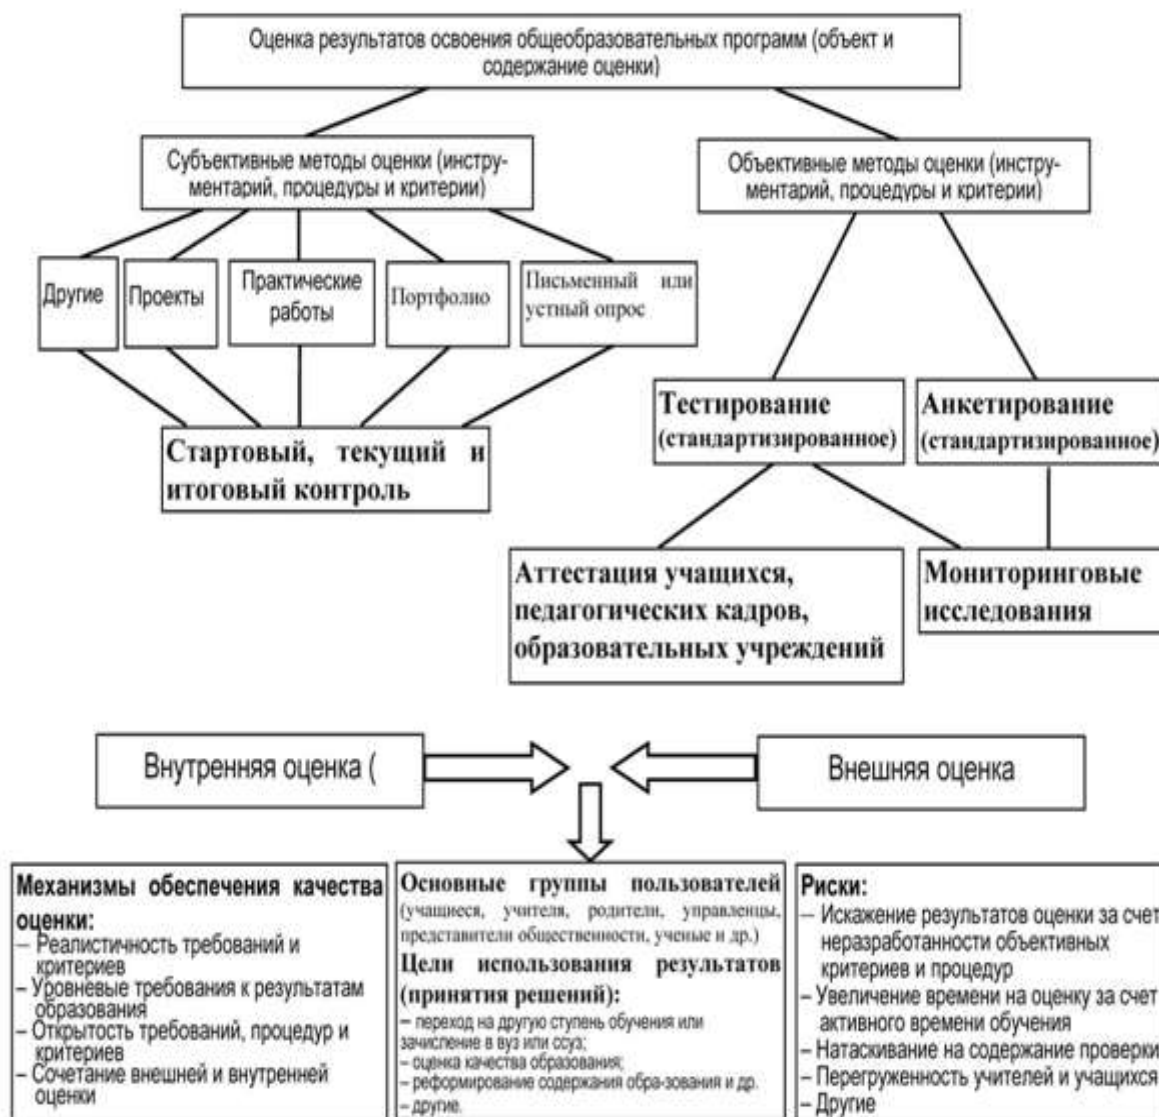 Оценка результатов освоения общеобразовательных программ (объект и
содержание оценки)
Субъективные методы оценки (инстру-
ментарий, процедуры и критерии)
Объективные методы оценки (инстру-
ментарий, процедуры и критерии)
Другие
Проекты
Практические
работы
Портфолио
Письменный или
устный опрос
Тестирование
(стандартизированное)
Анкетирование
(стандартизированное)
Стартовый, текущий и
итоговый контроль
Аттестация учащихся,
педагогических кадров,
образовательных учреждений
Мониторинговые
исследования
Внутренняя оценка (
Внешняя оценка
Механизмы обеспечения качества
оценки:
– Реалистичность требований и
критериев
– Уровневые требования к результатам
образования
– Открытость требований, процедур и
критериев
– Сочетание внешней и внутренней
оценки
Основные группы пользователей
(учащиеся, учителя, родители, управленцы,
представители общественности, ученые и др.)
Цели использования результатов
(принятия решений):
– переход на другую ступень обучения или
зачисление в вуз или ссуз;
– оценка качества образования;
– реформирование содержания обра-зования и др.
– другие.
Риски:
– Искажение результатов оценки за счет
неразработанности объективных
критериев и процедур
– Увеличение времени на оценку за счет
активного времени обучения
– Натаскивание на содержание проверки
– Перегруженность учителей и учащихся
– Другие